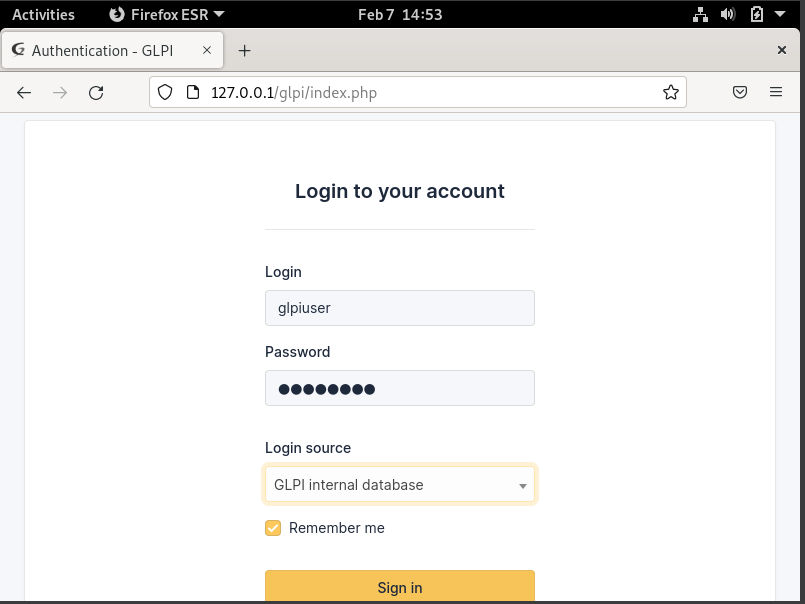 Activities Firefox ESR Feb 7 14:53
Authentication - GLPI
127.0.0.1/glpi/index.php
Login to your account
Login
glpiuser
Password
●●●●●●●●
Login source
GLPI internal database
Remember me
Sign in